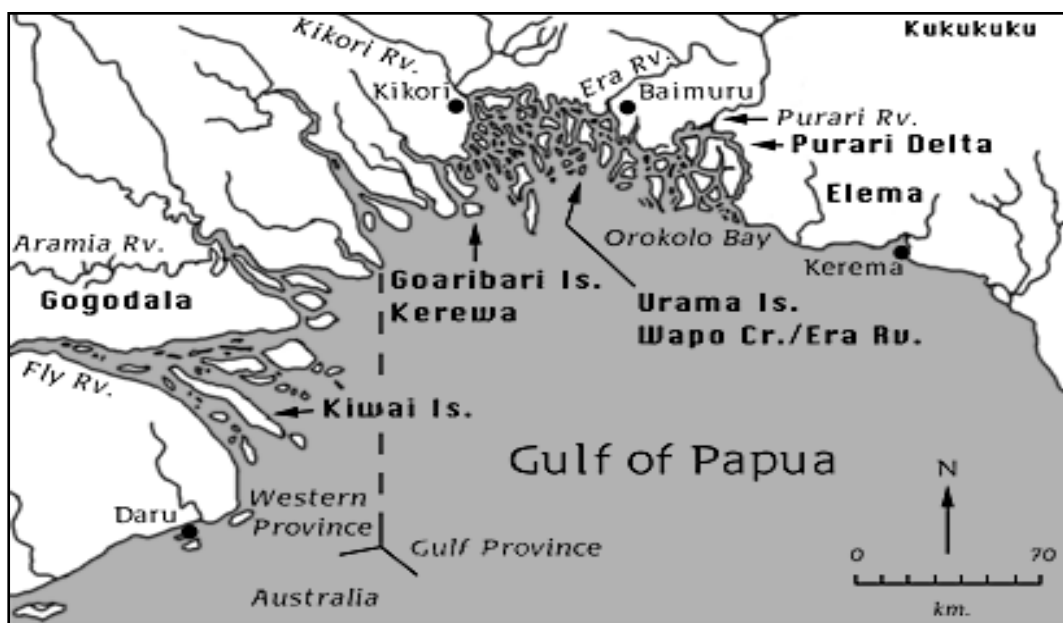 Kukukuku
Kikori Rv.
Era Rv.
Kikori
Baimuru
Purari Rv.
Purari Delta
Elema
Aramia Rv.
Orokolo Bay
Kerema
Gogodala
Goaribari Is.
Kerewa
Urama Is.
Wapo Cr./Era Rv.
Fly Rv.
Kiwai Is.
Gulf of Papua
N
Western
Province
Daru
Gulf Province
0 70
km.
Australia